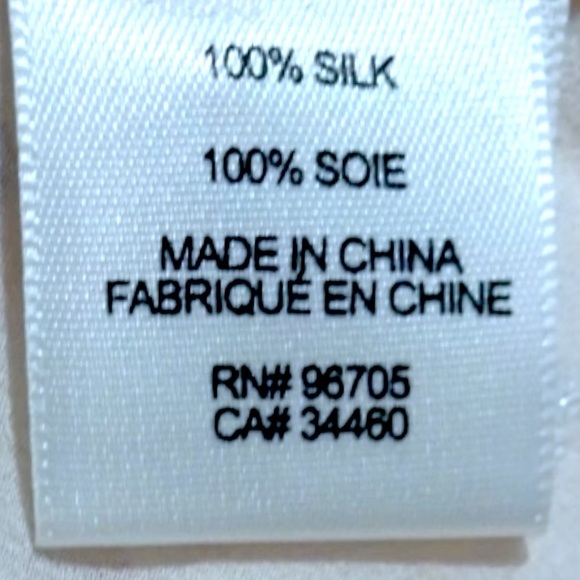 100% SILK
100% SOIE
MADE IN CHINA
FABRIQUÉ EN CHINE
RN# 96705
CA# 34460